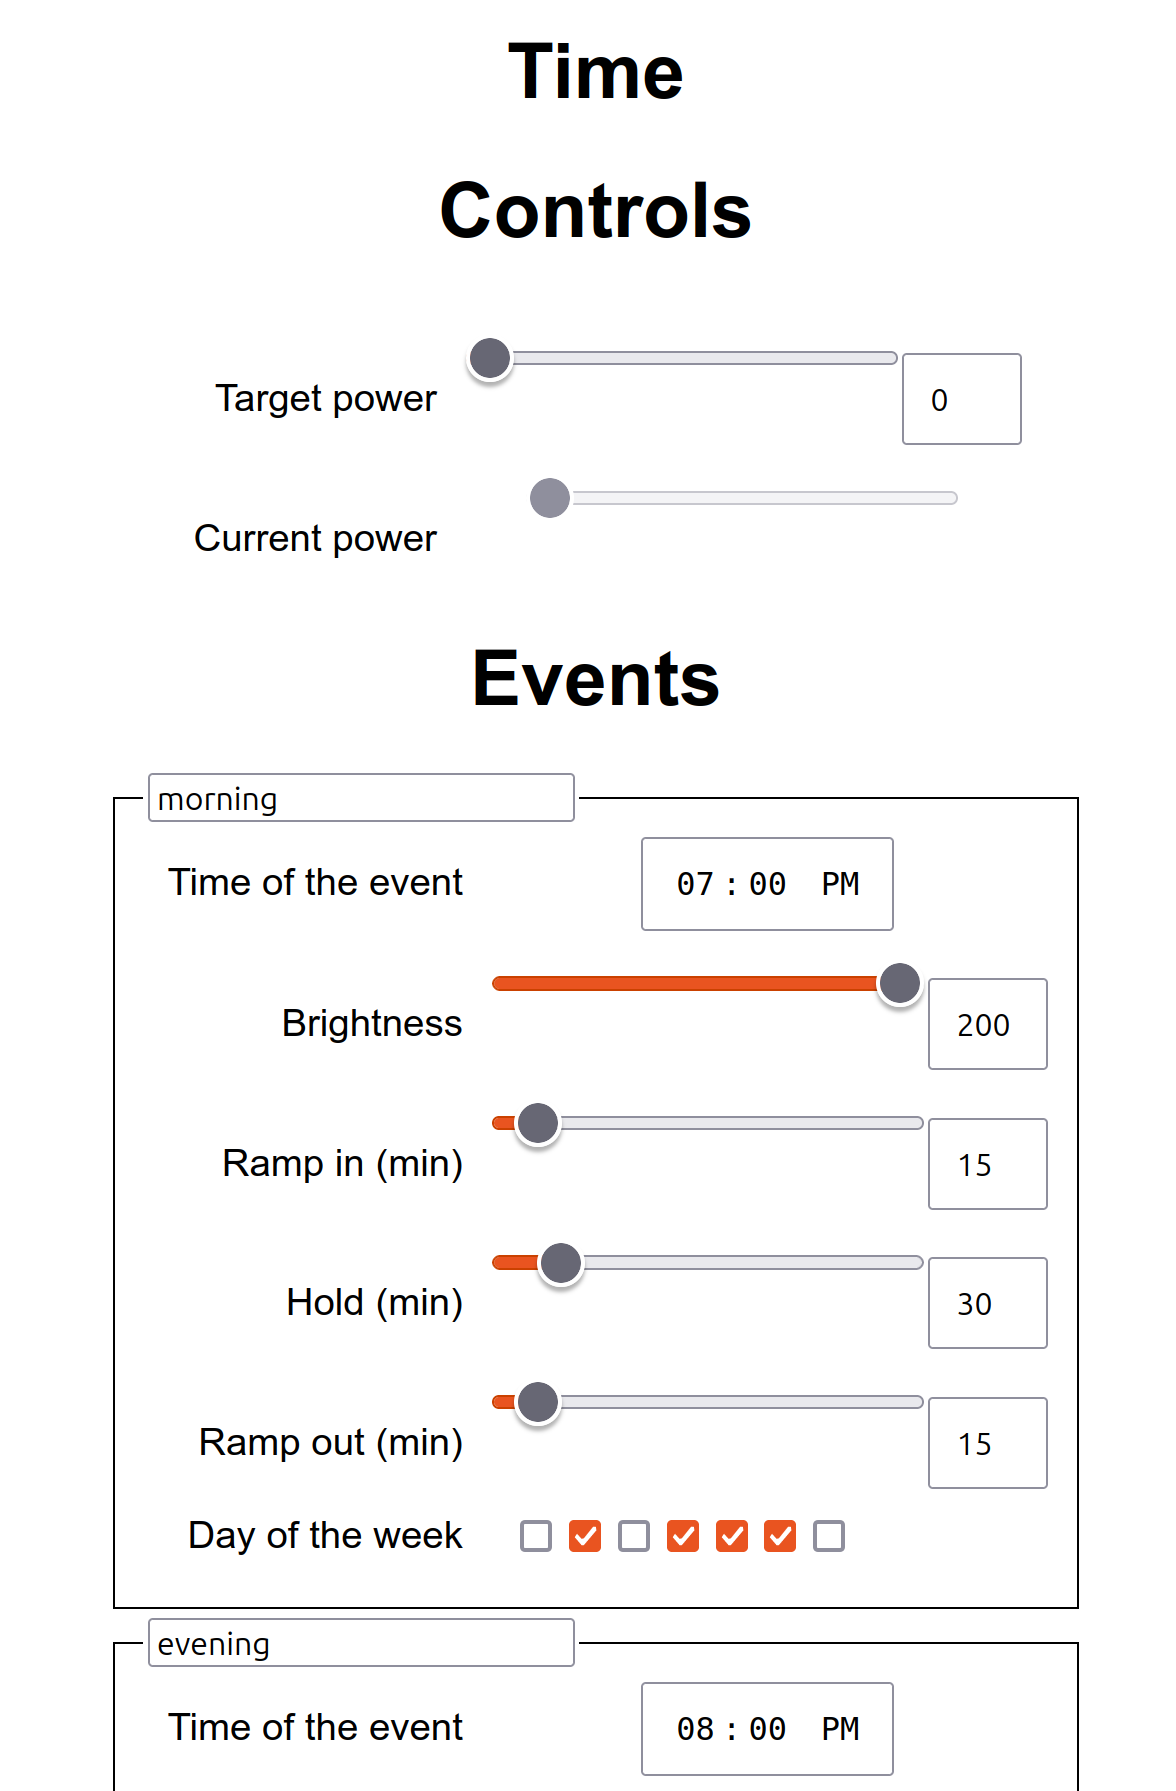 Time
Controls
Target power 0
Current power
Events
morning
Time of the event 07:00 PM
Brightness 200
Ramp in (min) 15
Hold (min) 30
Ramp out (min) 15
Day of the week
evening
Time of the event 08:00 PM